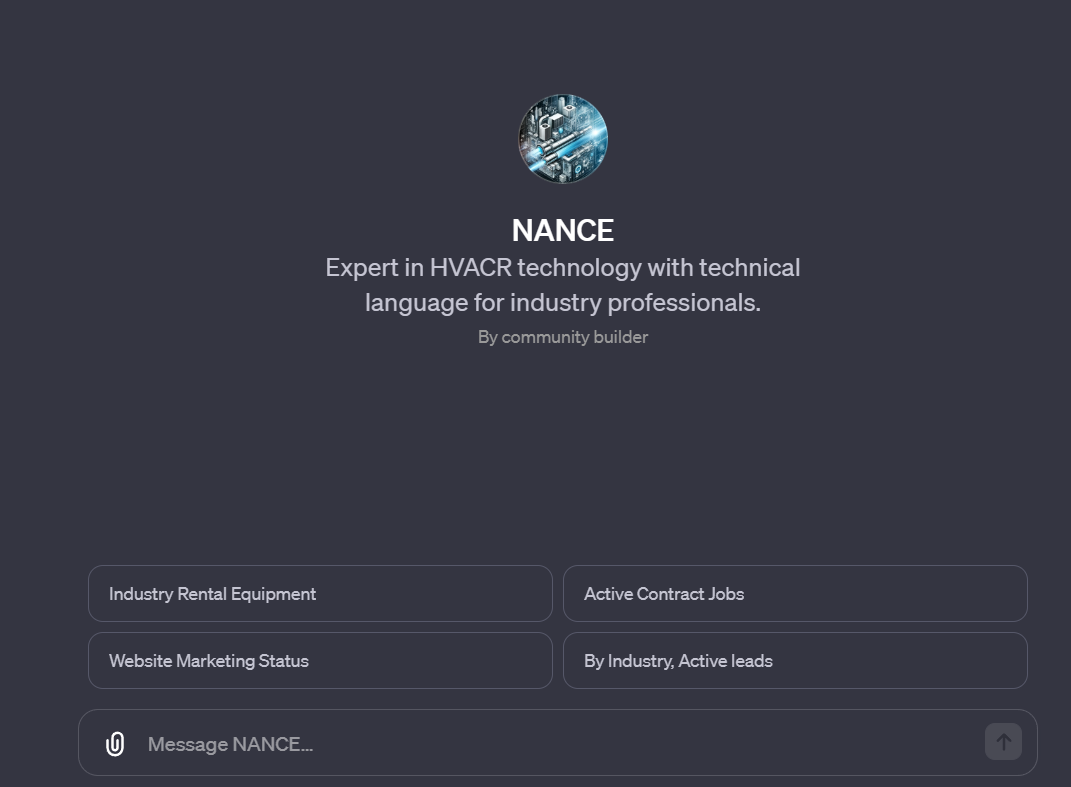 NANCE
Expert in HVACR technology with technical
language for industry professionals.
By community builder
Industry Rental Equipment
Active Contract Jobs
Website Marketing Status
By Industry, Active leads
Message NANCE...